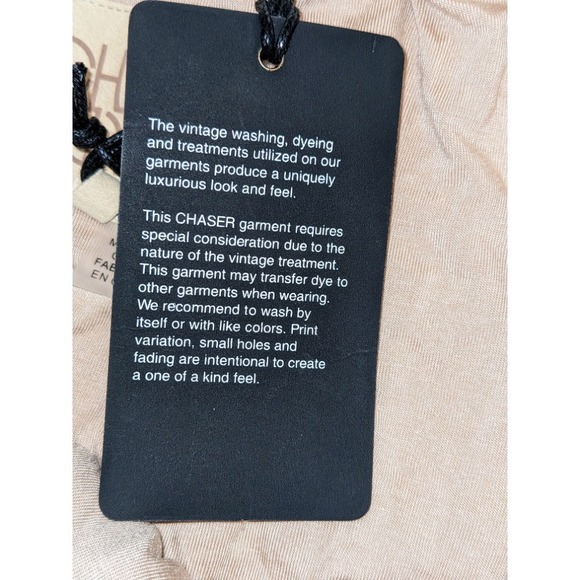 The vintage washing, dyeing
and treatments utilized on our
garments produce a uniquely
luxurious look and feel.
This CHASER garment requires
special consideration due to the
nature of the vintage treatment.
This garment may transfer dye to
other garments when wearing.
We recommend to wash by
itself or with like colors. Print
variation, small holes and
fading are intentional to create
a one of a kind feel.